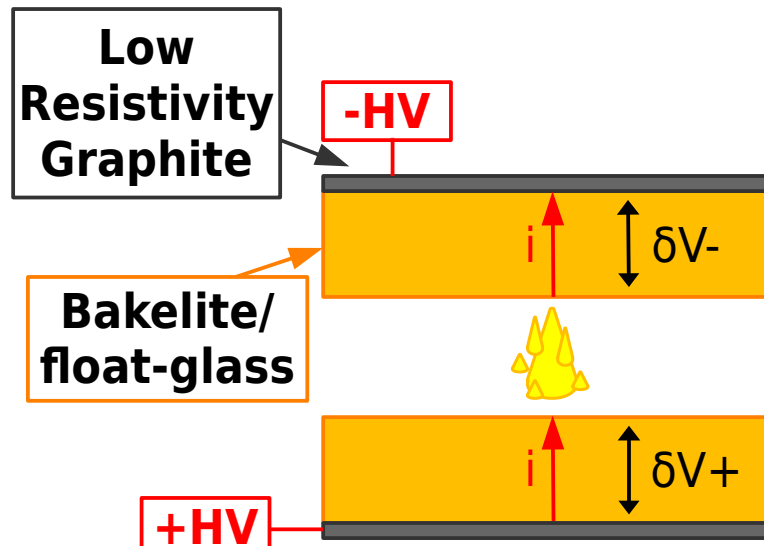 Low
Resistivity
Graphite
-HV
i
δV-
Bakelite/
float-glass
i
δV+
+HV